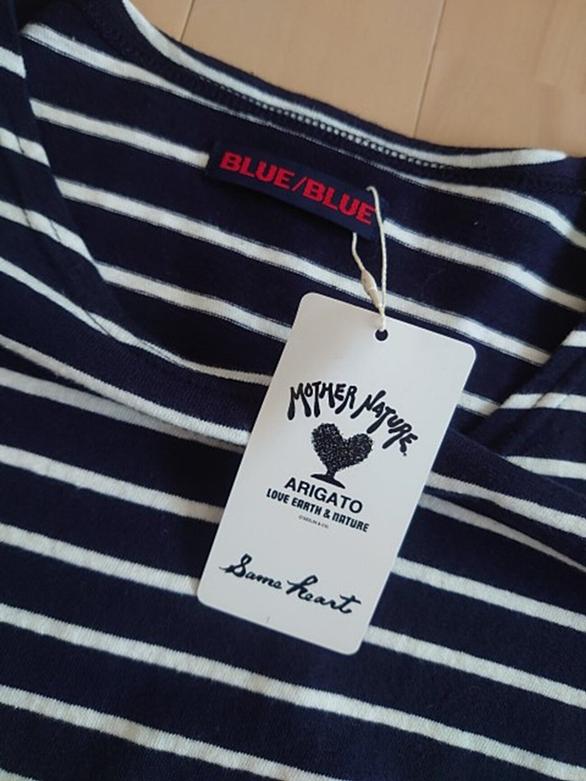 BLUE/BLUE
MOTHER NATURE
ARIGATO
LOVE EARTH & NATURE
Same heart